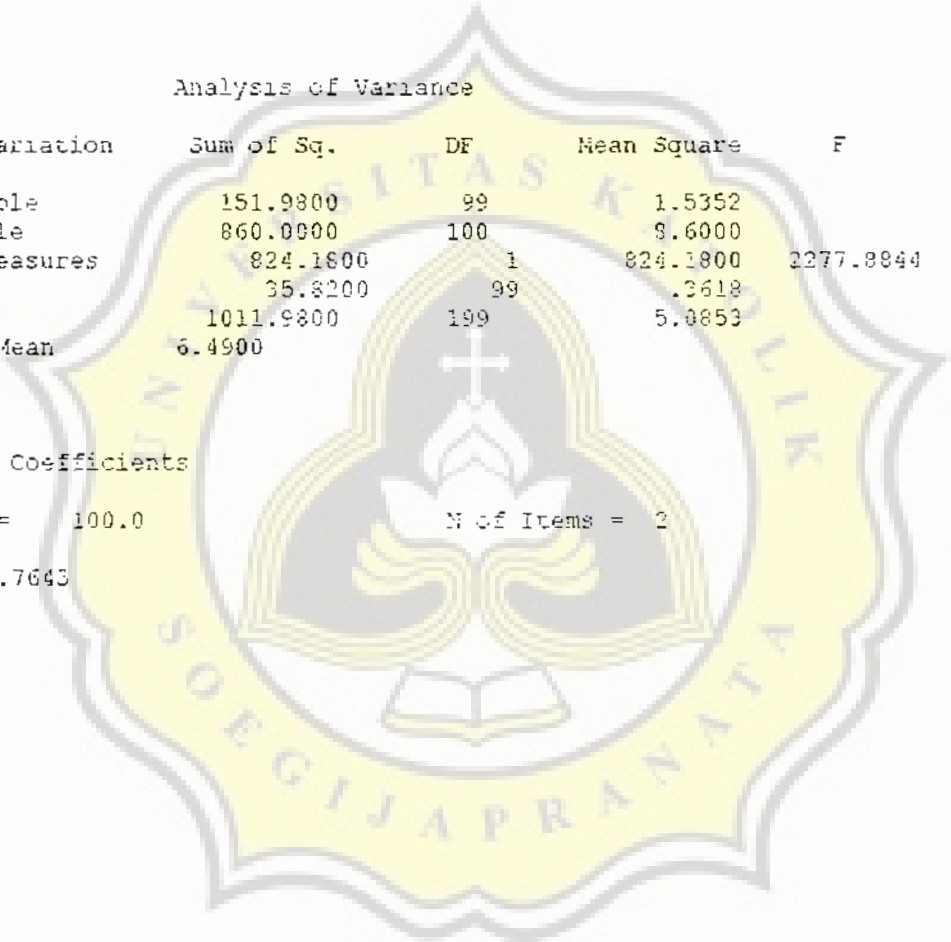 Analysis of Variance
ariation Sum of Sq. DF Mean Square F
ple 151.9800 99 1.5352
le 860.0000 100 8.6000
easures 824.1800 1 824.1800 2277.8844
35.8200 99 .3618
1011.9800 199 5.0853
Mean 6.4900
Coefficients
= 100.0 N of Items = 2
.7643
UNIVERSITAS KATOLIK
SOEGIJAPRANATA